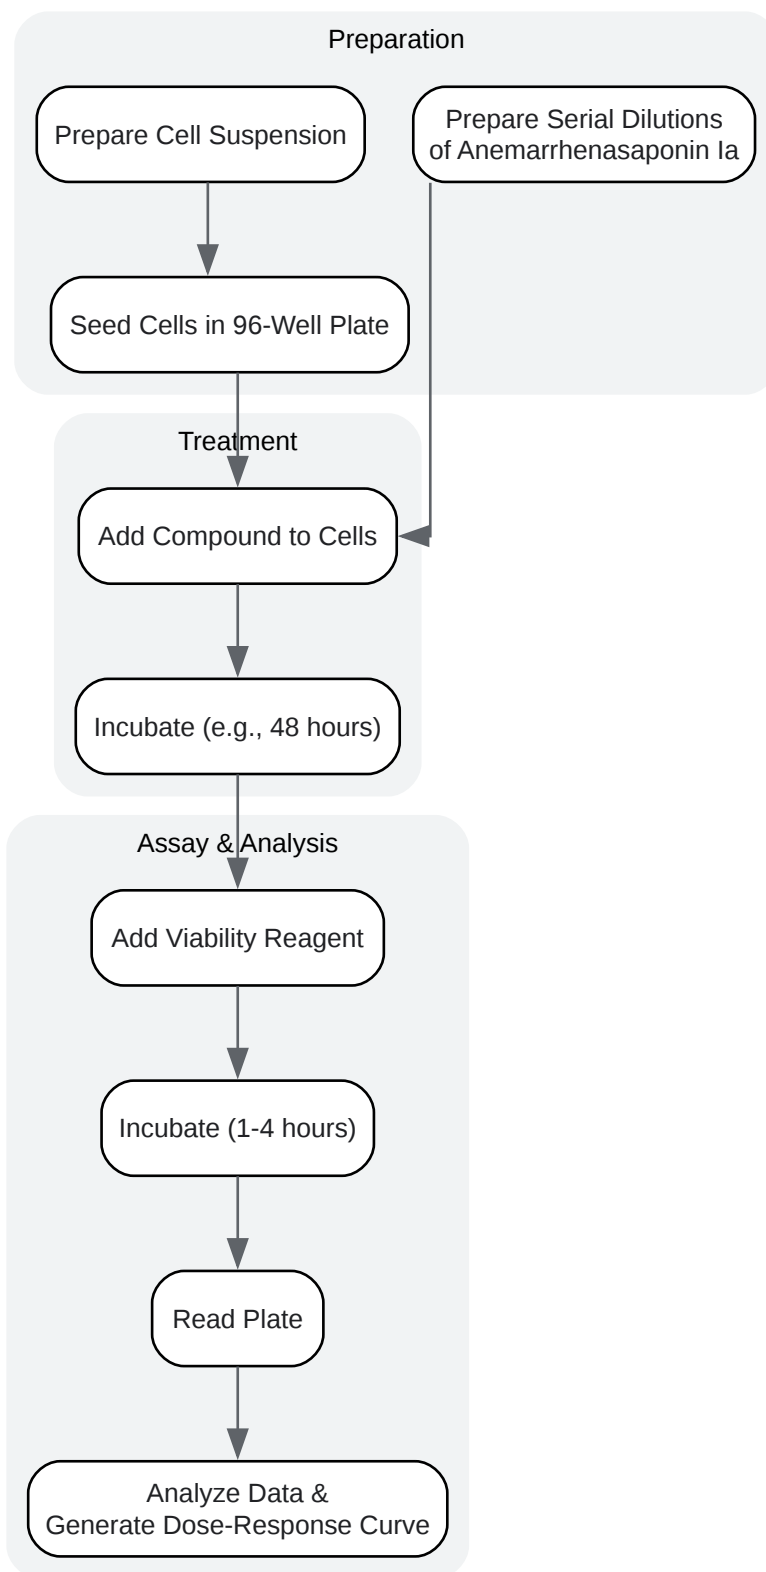 Preparation
Prepare Cell Suspension
Prepare Serial Dilutions
of Anemarrhenasaponin Ia
Seed Cells in 96-Well Plate
Treatment
Add Compound to Cells
Incubate (e.g., 48 hours)
Assay & Analysis
Add Viability Reagent
Incubate (1-4 hours)
Read Plate
Analyze Data &
Generate Dose-Response Curve